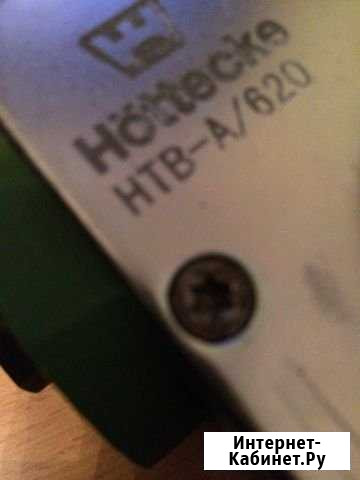 Höttecke
HTB-A/620
Интернет-
Кабинет.Ру